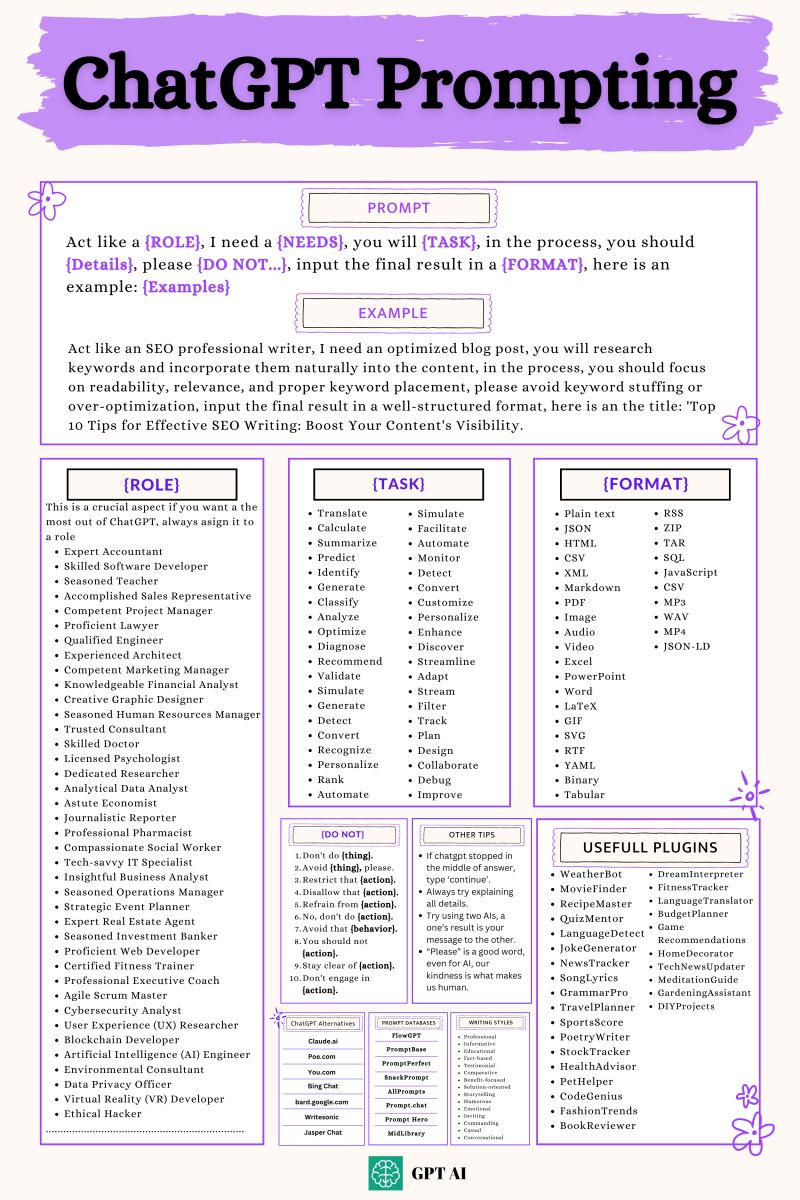 ChatGPT Prompting
PROMPT
Act like a {ROLE}, I need a {NEEDS}, you will {TASK}, in the process, you should
{Details}, please {DO NOT...}, input the final result in a {FORMAT}, here is an
example: {Examples}
EXAMPLE
Act like an SEO professional writer, I need an optimized blog post, you will research
keywords and incorporate them naturally into the content, in the process, you should focus
on readability, relevance, and proper keyword placement, please avoid keyword stuffing or
over-optimization, input the final result in a well-structured format, here is an the title: 'Top
10 Tips for Effective SEO Writing: Boost Your Content's Visibility.
{ROLE}
This is a crucial aspect if you want a the
most out of ChatGPT, always asign it to
a role
• Expert Accountant
• Skilled Software Developer
• Seasoned Teacher
• Accomplished Sales Representative
• Competent Project Manager
• Proficient Lawyer
• Qualified Engineer
• Experienced Architect
• Competent Marketing Manager
• Knowledgeable Financial Analyst
• Creative Graphic Designer
• Seasoned Human Resources Manager
• Trusted Consultant
• Skilled Doctor
• Licensed Psychologist
• Dedicated Researcher
• Analytical Data Analyst
• Astute Economist
• Journalistic Reporter
• Professional Pharmacist
• Compassionate Social Worker
• Tech-savvy IT Specialist
• Insightful Business Analyst
• Seasoned Operations Manager
• Strategic Event Planner
• Expert Real Estate Agent
• Seasoned Investment Banker
• Proficient Web Developer
• Certified Fitness Trainer
• Professional Executive Coach
• Agile Scrum Master
• Cybersecurity Analyst
• User Experience (UX) Researcher
• Blockchain Developer
• Artificial Intelligence (AI) Engineer
• Environmental Consultant
• Data Privacy Officer
• Virtual Reality (VR) Developer
• Ethical Hacker
{TASK}
• Translate
• Calculate
• Summarize
• Predict
• Identify
• Generate
• Classify
• Analyze
• Optimize
• Diagnose
• Recommend
• Validate
• Simulate
• Generate
• Detect
• Convert
• Recognize
• Personalize
• Rank
• Automate
• Simulate
• Facilitate
• Automate
• Monitor
• Detect
• Convert
• Customize
• Personalize
• Enhance
• Discover
• Streamline
• Adapt
• Stream
• Filter
• Track
• Plan
• Design
• Collaborate
• Debug
• Improve
{FORMAT}
• Plain text
• JSON
• HTML
• CSV
• XML
• Markdown
• PDF
• Image
• Audio
• Video
• Excel
• PowerPoint
• Word
• LaTeX
• GIF
• SVG
• RTF
• YAML
• Binary
• Tabular
• RSS
• ZIP
• TAR
• SQL
• JavaScript
• CSV
• MP3
• WAV
• MP4
• JSON-LD
{DO NOT}
1. Don't do {thing}.
2. Avoid {thing}, please.
3. Restrict that {action}.
4. Disallow that {action}.
5. Refrain from {action}.
6. No, don't do {action}.
7. Avoid that {behavior}.
8. You should not
{action}.
9. Stay clear of {action}.
10. Don't engage in
{action}.
OTHER TIPS
• If chatgpt stopped in
the middle of answer,
type 'continue'.
• Always try explaining
all details.
• Try using two AIs, a
one's result is your
message to the other.
• "Please" is a good word,
even for AI, our
kindness is what makes
us human.
USEFULL PLUGINS
• WeatherBot
• MovieFinder
• RecipeMaster
• QuizMentor
• LanguageDetect
• JokeGenerator
• NewsTracker
• SongLyrics
• GrammarPro
• TravelPlanner
• SportsScore
• PoetryWriter
• StockTracker
• HealthAdvisor
• PetHelper
• CodeGenius
• FashionTrends
• BookReviewer
• DreamInterpreter
• FitnessTracker
• LanguageTranslator
• BudgetPlanner
• Game
Recommendations
• HomeDecorator
• TechNewsUpdater
• MeditationGuide
• GardeningAssistant
• DIYProjects
ChatGPT Alternatives
Claude.ai
Poe.com
You.com
Bing Chat
bard.google.com
Writesonic
Jasper Chat
PROMPT DATABASES
FlowGPT
PromptBase
PromptPerfect
SnackPrompt
AllPrompts
Prompt.chat
Prompt Hero
MidLibrary
WRITING STYLES
• Professional
• Informative
• Educational
• Fact-based
• Testimonial
• Comparative
• Benefit-focused
• Solution-oriented
• Storytelling
• Humorous
• Emotional
• Inviting
• Commanding
• Casual
• Conversational
GPT AI